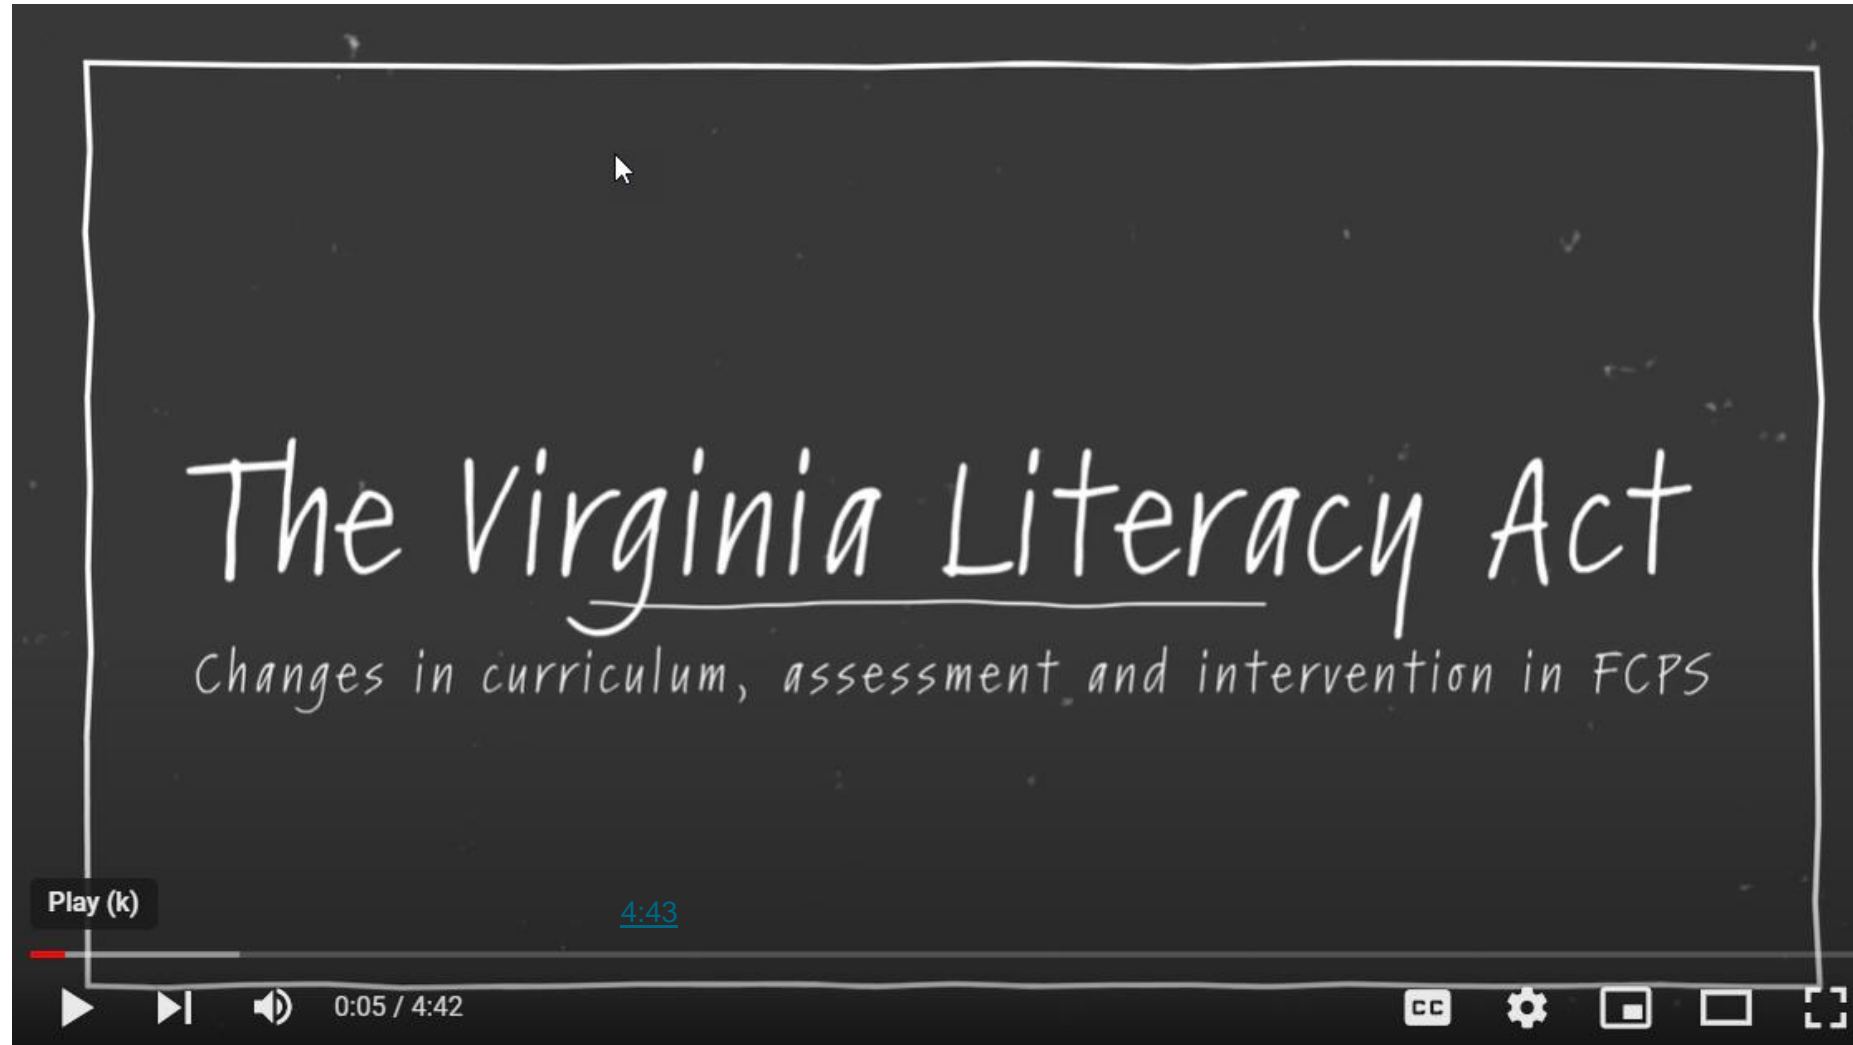 The Virginia Literacy Act
Changes in curriculum, assessment and intervention in FCPS
Play (k)
4:43
0:05 / 4:42
CC